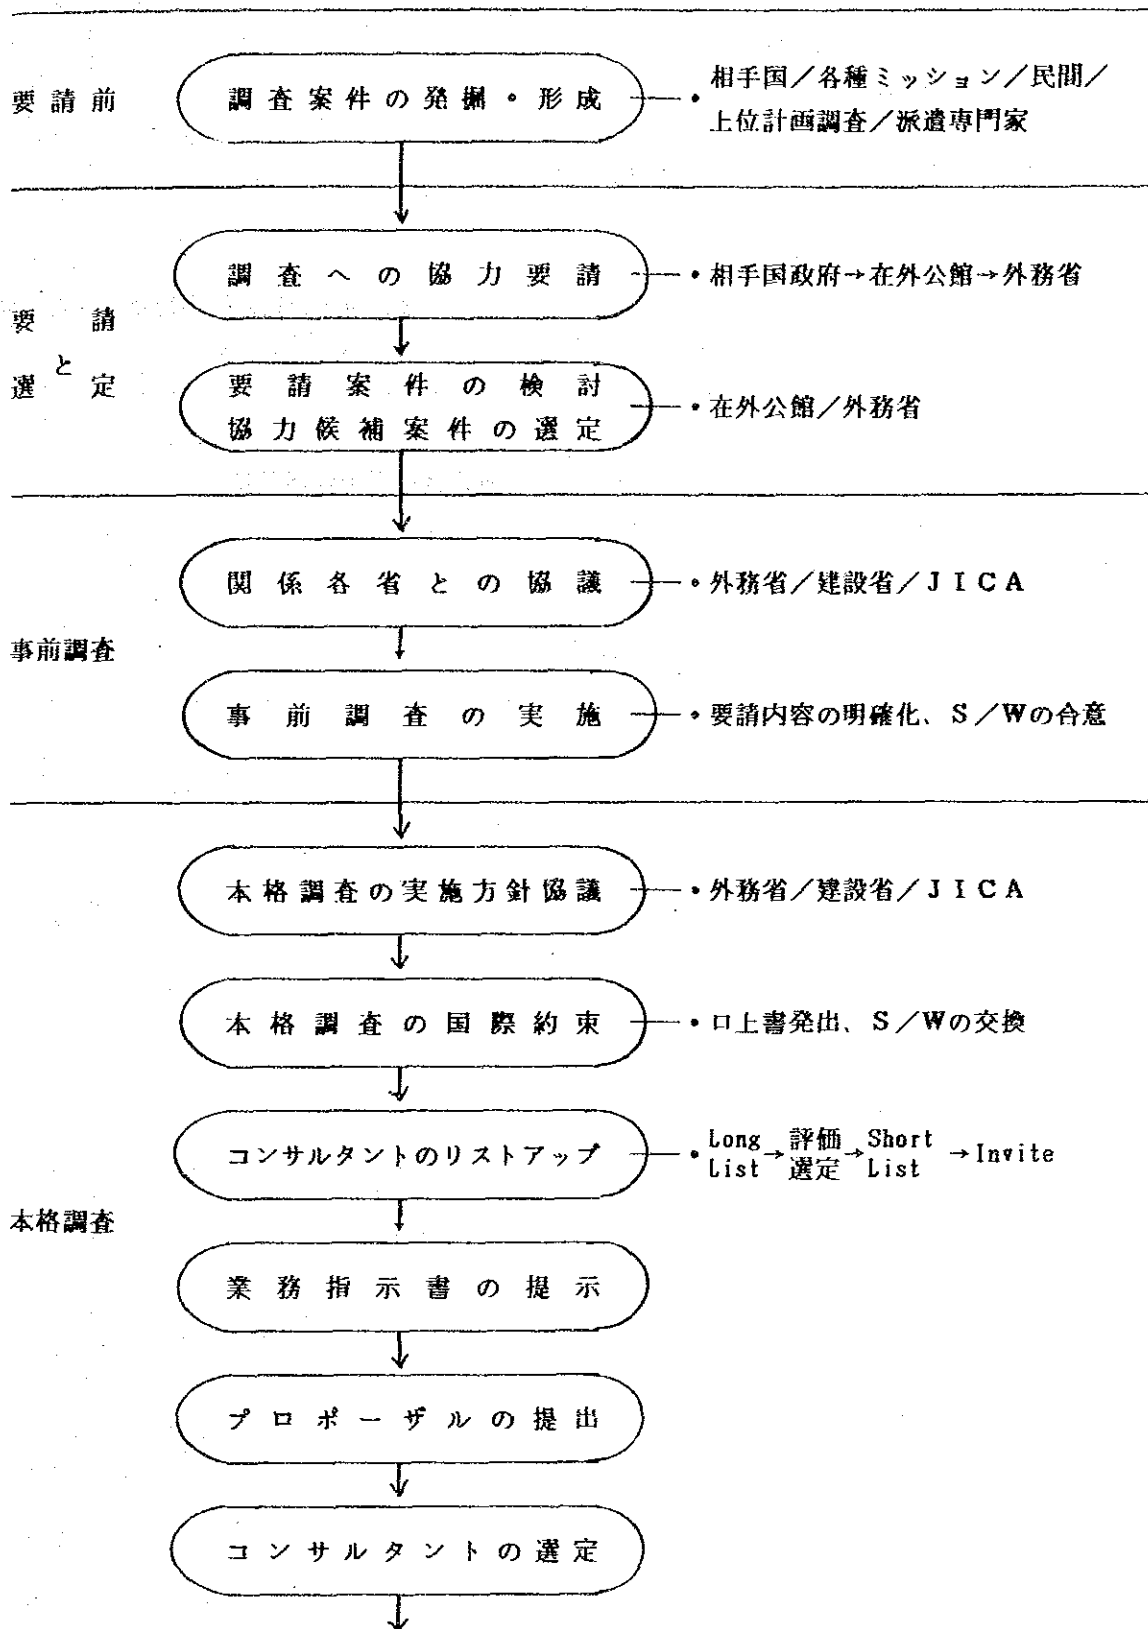 要請前
調査案件の発掘・形成
・相手国／各種ミッション／民間／
上位計画調査／派遣専門家
要請
と
選定
調査への協力要請
・相手国政府→在外公館→外務省
要請案件の検討
協力候補案件の選定
・在外公館／外務省
事前調査
関係各省との協議
・外務省／建設省／JICA
事前調査の実施
・要請内容の明確化、S／Wの合意
本格調査
本格調査の実施方針協議
・外務省／建設省／JICA
本格調査の国際約束
・口上書発出、S／Wの交換
コンサルタントのリストアップ
・Long List→評価選定→Short List→Invite
業務指示書の提示
プロポーザルの提出
コンサルタントの選定